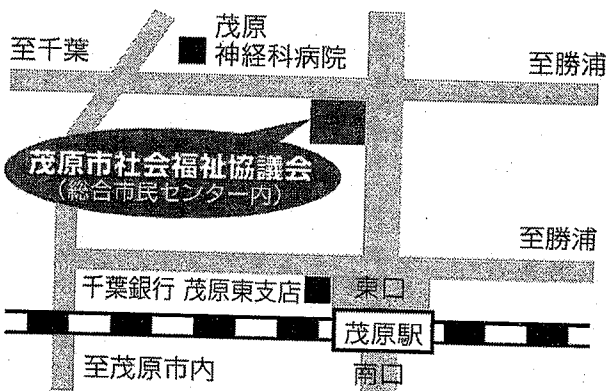 茂原
神経科病院
至千葉
至勝浦
茂原市社会福祉協議会
（総合市民センター内）
至勝浦
千葉銀行 茂原東支店
東口
茂原駅
至茂原市内
南口